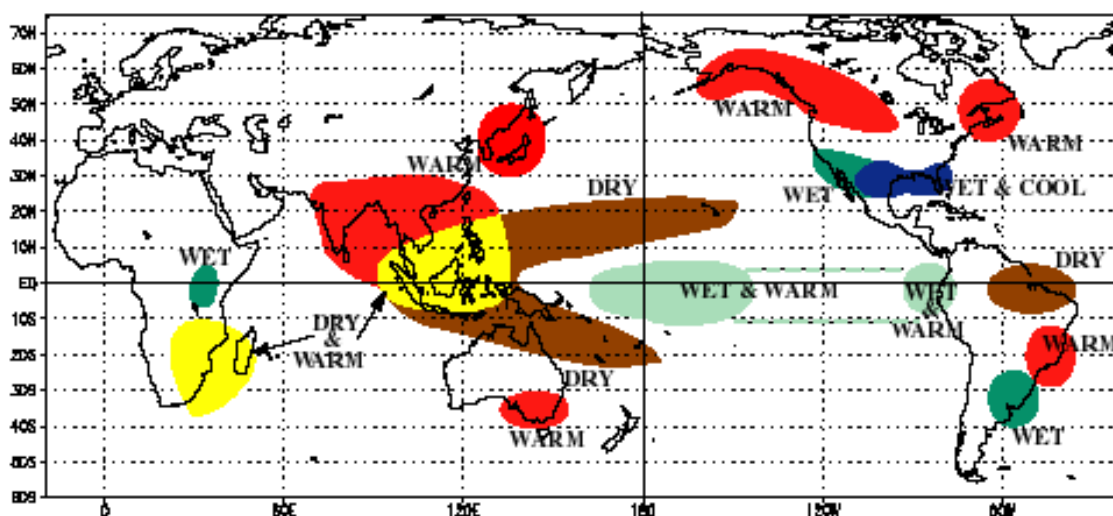 70N
60N
50N
40N
30N
20N
10N
EQ
10S
20S
30S
40S
50S
60S
0
60E
120E
180
120W
60W
WARM
WARM
WARM
DRY
WET
WET & COOL
WET
WET & WARM
WET
&
WARM
DRY
DRY
&
WARM
DRY
WARM
WARM
WET